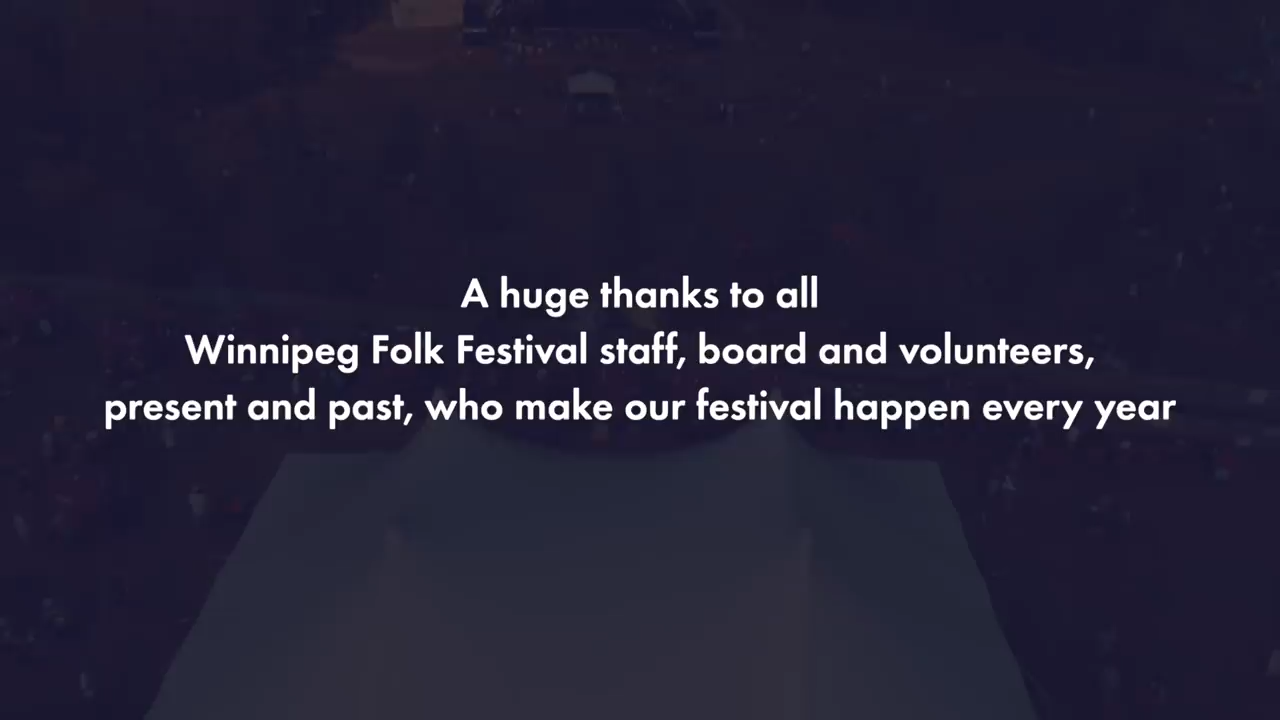 A huge thanks to all
Winnipeg Folk Festival staff, board and volunteers,
present and past, who make our festival happen every year